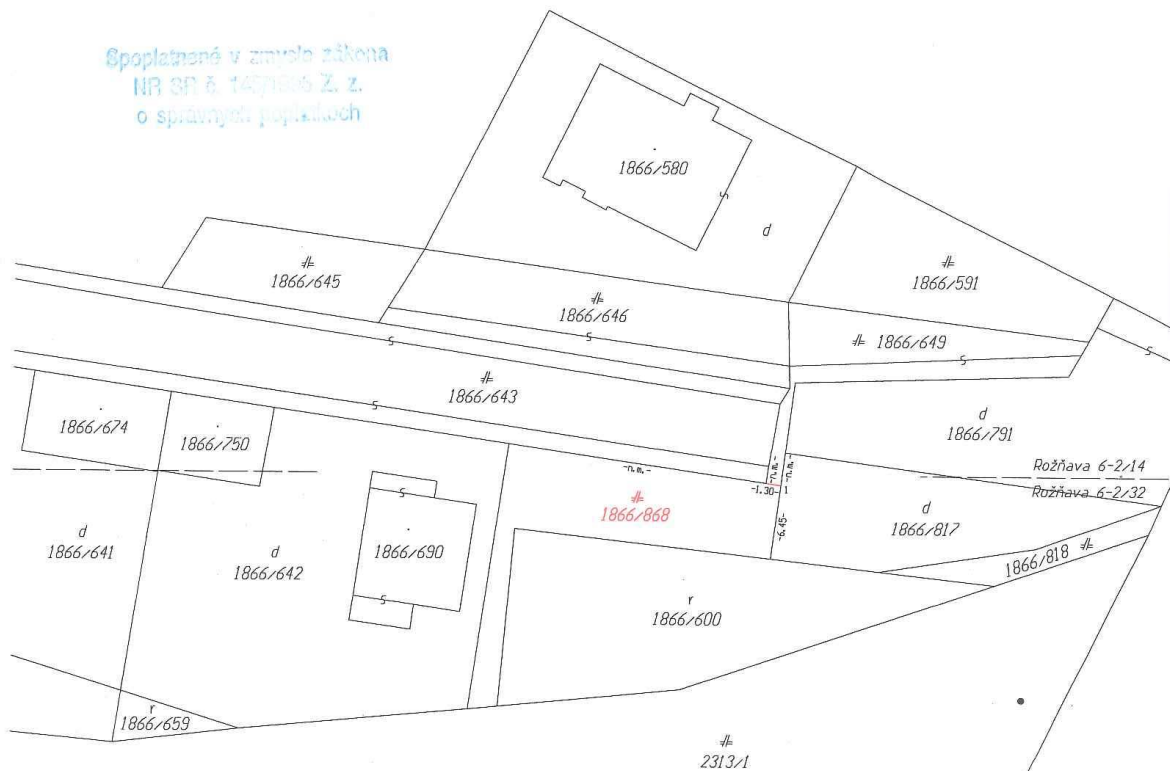 Spoplatnené v zmysle zákona
NR SR č. 145/1995 Z. z.
o správnych poplatkoch
1866/580
d
1866/645
1866/591
1866/646
1866/649
1866/643
d
1866/791
1866/674
1866/750
-n.m.-
-n.m.-
-n.m.-
Rožňava 6-2/14
-1.30-
1
Rožňava 6-2/32
1866/868
d
1866/817
-6.45-
d
1866/641
d
1866/642
1866/690
1866/818
r
1866/600
r
1866/659
2313/1